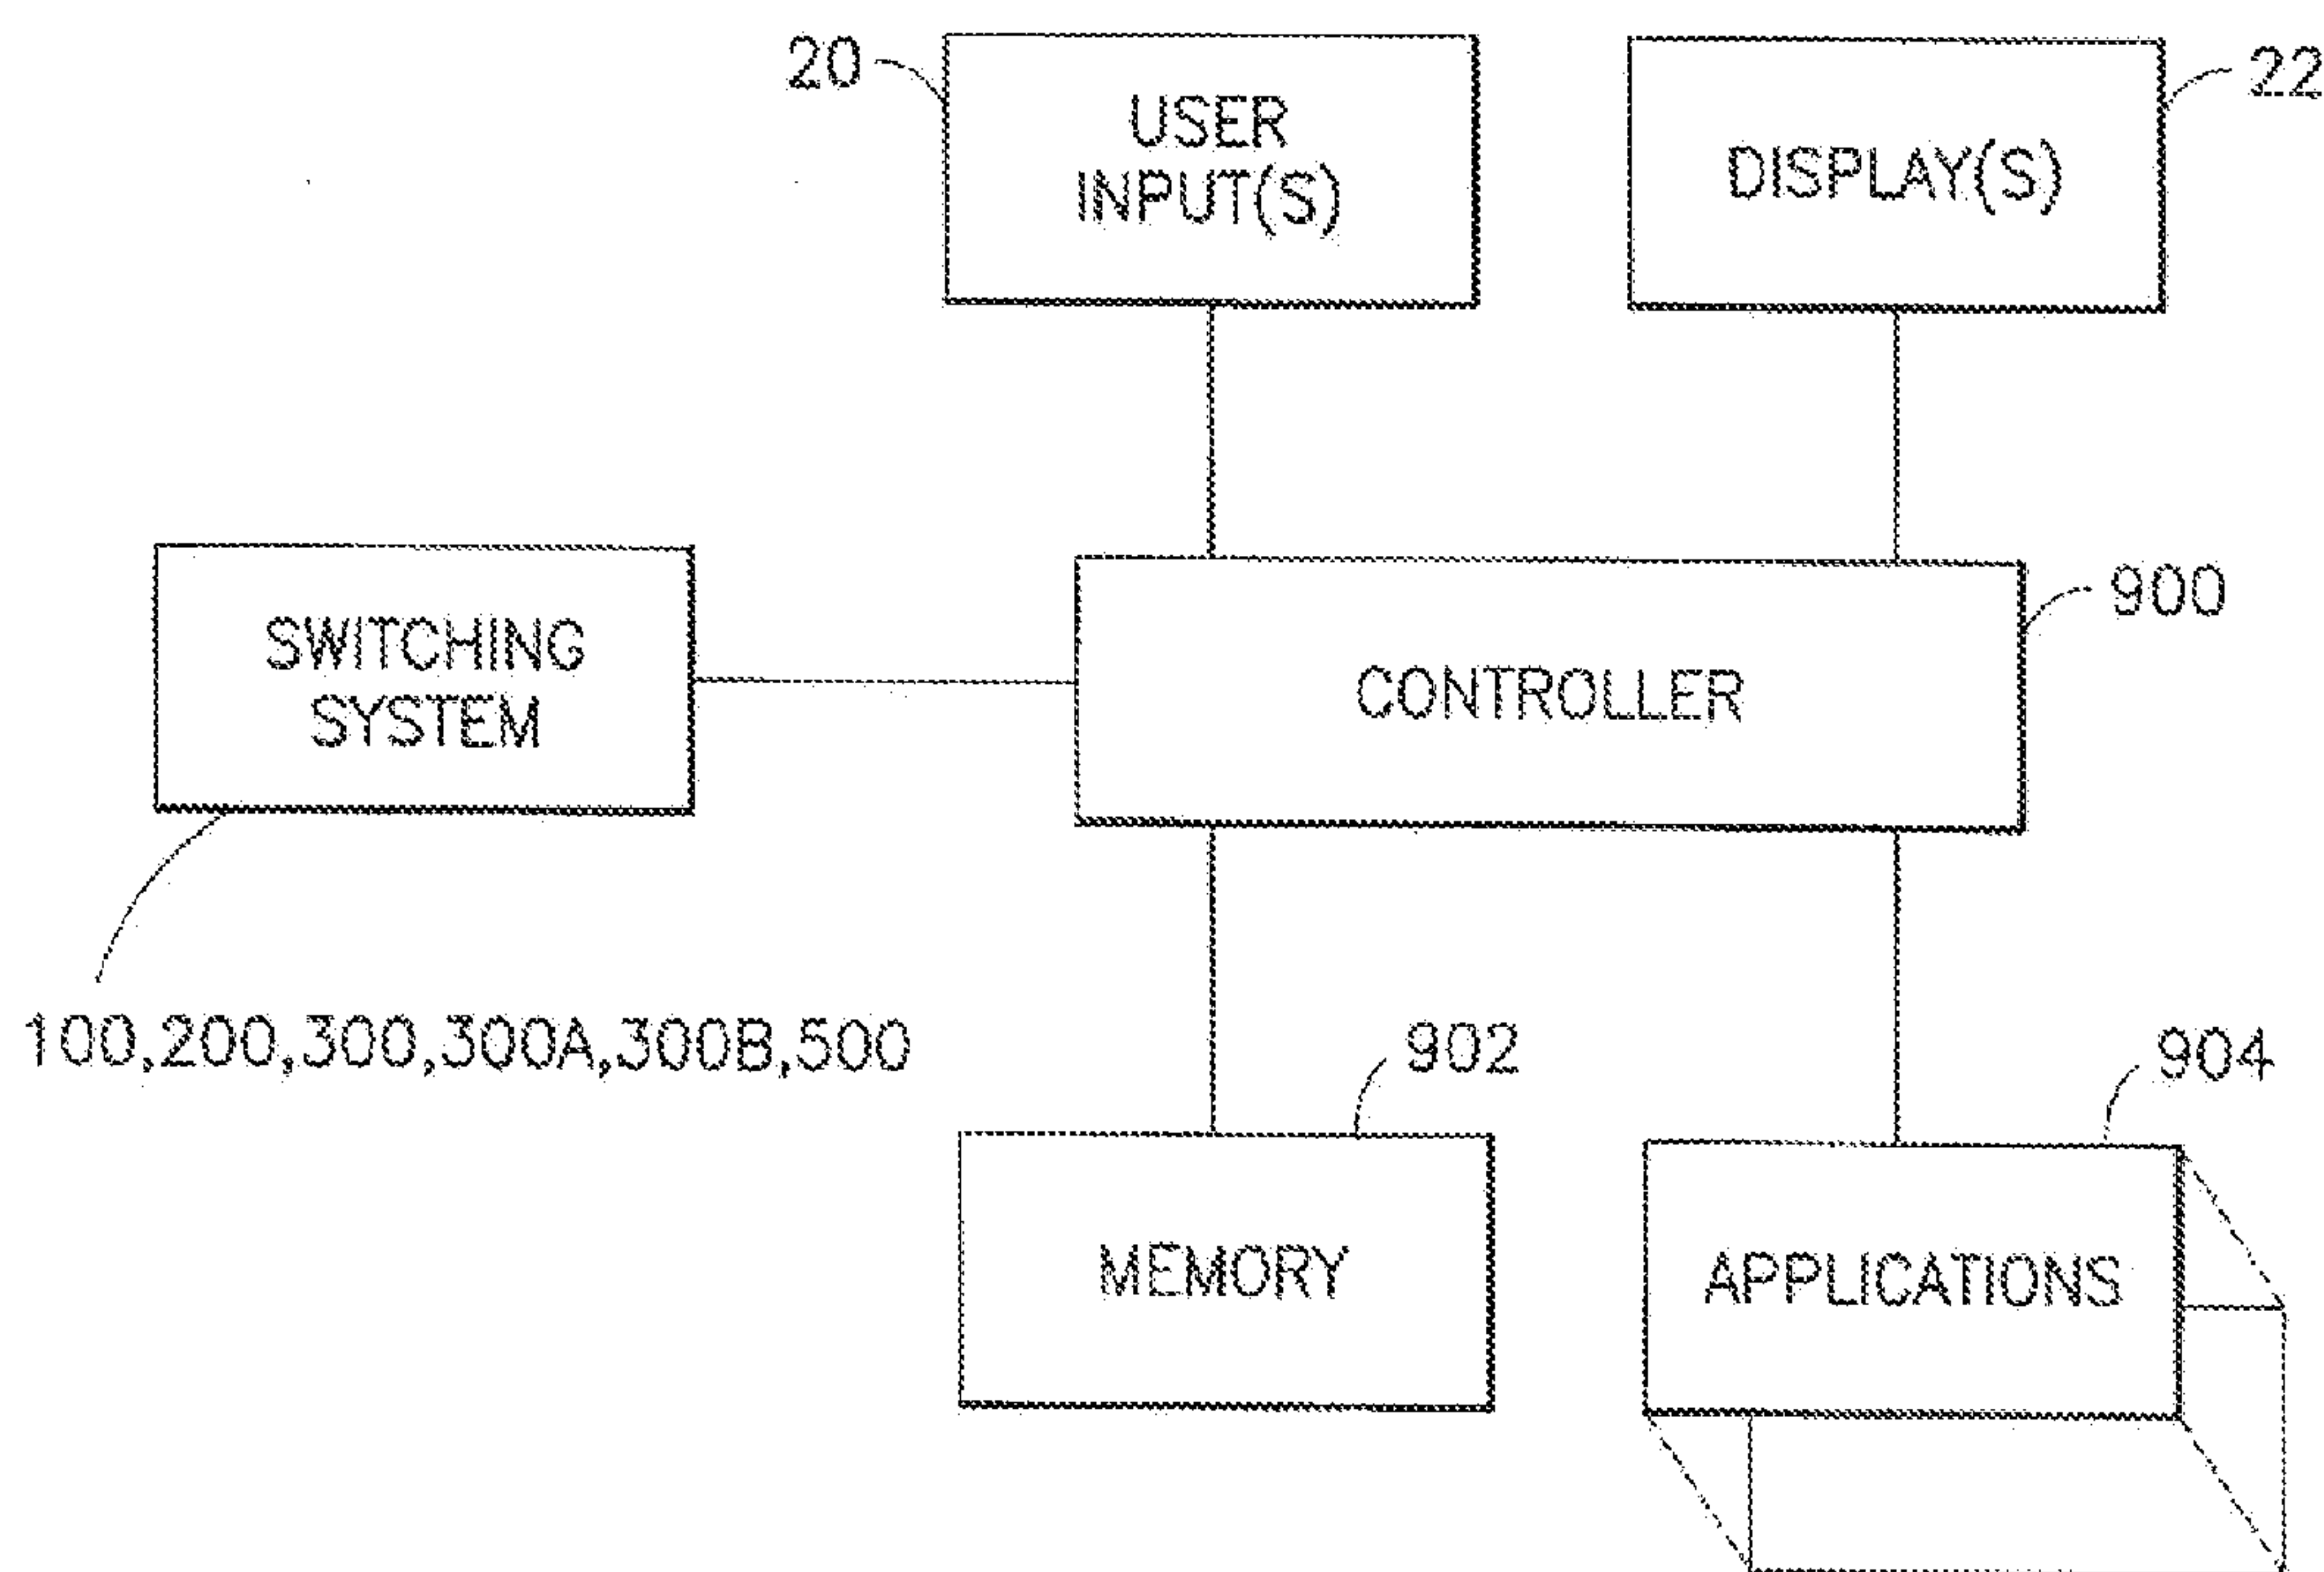 20
USER
INPUT(S)
DISPLAY(S)
22
SWITCHING
SYSTEM
CONTROLLER
900
100,200,300,300A,300B,500
902
904
MEMORY
APPLICATIONS